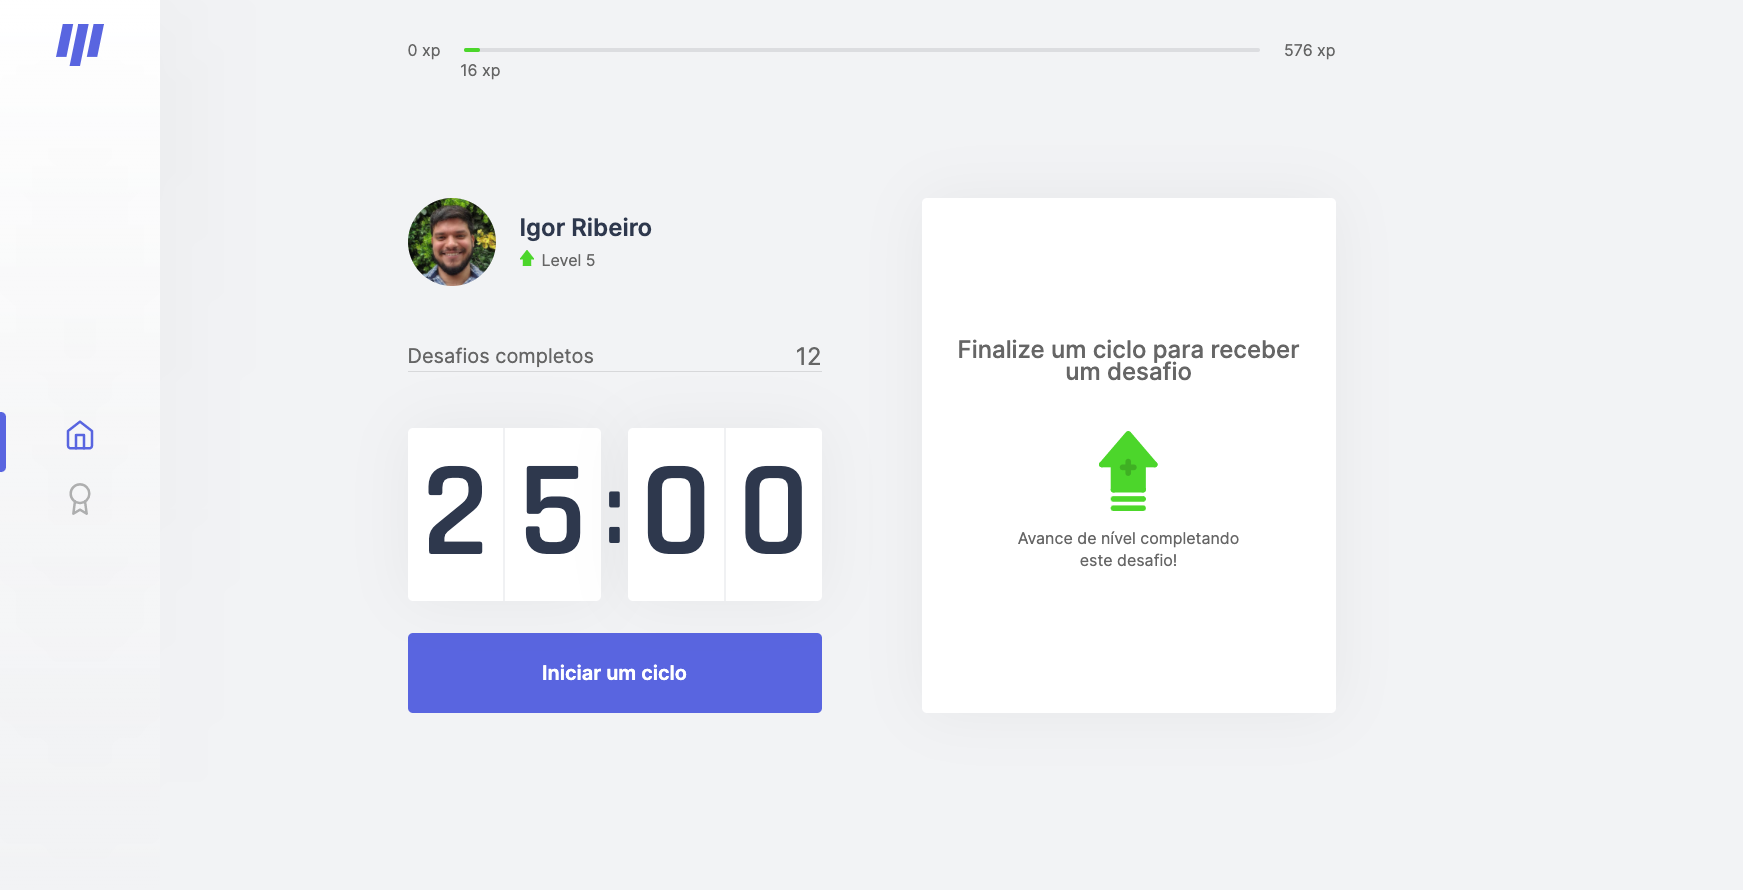 0 xp
576 xp
16 xp
Igor Ribeiro
Level 5
Desafios completos
12
25:00
Iniciar um ciclo
Finalize um ciclo para receber
um desafio
Avance de nível completando
este desafio!